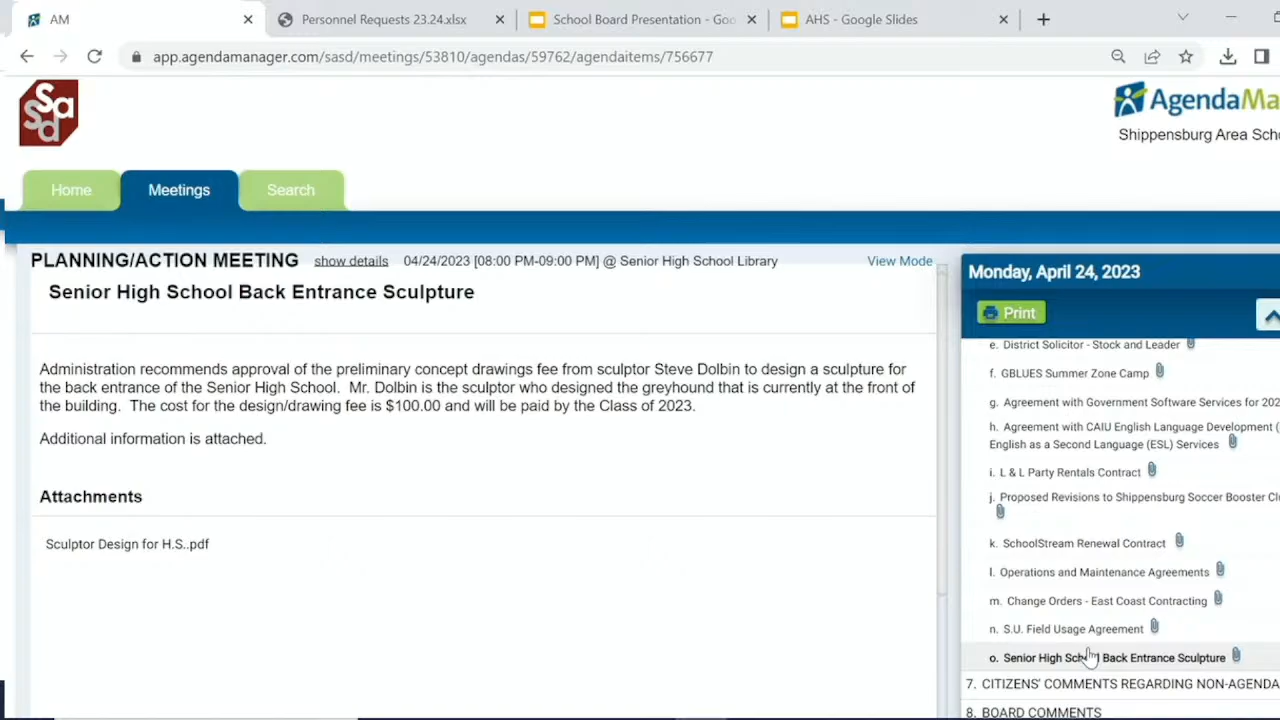 AM
Personnel Requests 23.24.xlsx
School Board Presentation - Goo
AHS - Google Slides
app.agendamanager.com/sasd/meetings/53810/agendas/59762/agendaitems/756677
Sa
Sd
AgendaMa
Shippensburg Area Scho
Home
Meetings
Search
PLANNING/ACTION MEETING show details 04/24/2023 [08:00 PM-09:00 PM] @ Senior High School Library View Mode
Senior High School Back Entrance Sculpture
Administration recommends approval of the preliminary concept drawings fee from sculptor Steve Dolbin to design a sculpture for
the back entrance of the Senior High School. Mr. Dolbin is the sculptor who designed the greyhound that is currently at the front of
the building. The cost for the design/drawing fee is $100.00 and will be paid by the Class of 2023.
Additional information is attached.
Attachments
Sculptor Design for H.S..pdf
Monday, April 24, 2023
Print
e. District Solicitor - Stock and Leader
f. GBLUES Summer Zone Camp
g. Agreement with Government Software Services for 202
h. Agreement with CAIU English Language Development (
English as a Second Language (ESL) Services
i. L & L Party Rentals Contract
j. Proposed Revisions to Shippensburg Soccer Booster Cl
k. SchoolStream Renewal Contract
l. Operations and Maintenance Agreements
m. Change Orders - East Coast Contracting
n. S.U. Field Usage Agreement
o. Senior High School Back Entrance Sculpture
7. CITIZENS' COMMENTS REGARDING NON-AGENDA
8. BOARD COMMENTS